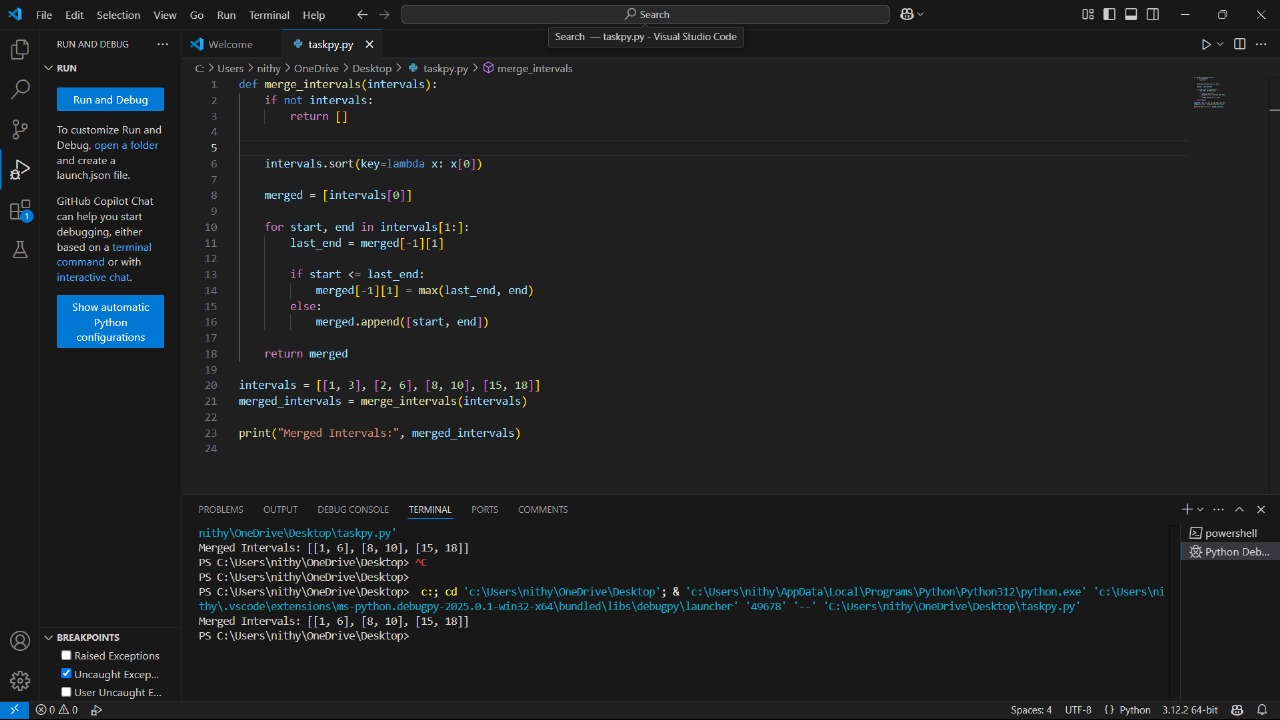 File Edit Selection View Go Run Terminal Help
Search
Search — taskpy.py - Visual Studio Code
RUN AND DEBUG ···
RUN
Run and Debug
To customize Run and
Debug, open a folder
and create a
launch.json file.
GitHub Copilot Chat
can help you start
debugging, either
based on a terminal
command or with
interactive chat.
Show automatic
Python
configurations
BREAKPOINTS
Raised Exceptions
Uncaught Excep...
User Uncaught E...
1
Welcome taskpy.py
C: > Users > nithy > OneDrive > Desktop > taskpy.py > merge_intervals
1 def merge_intervals(intervals):
2     if not intervals:
3         return []
4
5
6     intervals.sort(key=lambda x: x[0])
7
8     merged = [intervals[0]]
9
10     for start, end in intervals[1:]:
11         last_end = merged[-1][1]
12
13         if start <= last_end:
14             merged[-1][1] = max(last_end, end)
15         else:
16             merged.append([start, end])
17
18     return merged
19
20 intervals = [[1, 3], [2, 6], [8, 10], [15, 18]]
21 merged_intervals = merge_intervals(intervals)
22
23 print("Merged Intervals:", merged_intervals)
24
PROBLEMS OUTPUT DEBUG CONSOLE TERMINAL PORTS COMMENTS
nithy\OneDrive\Desktop\taskpy.py'
Merged Intervals: [[1, 6], [8, 10], [15, 18]]
PS C:\Users\nithy\OneDrive\Desktop> ^C
PS C:\Users\nithy\OneDrive\Desktop>
PS C:\Users\nithy\OneDrive\Desktop>  c:; cd 'c:\Users\nithy\OneDrive\Desktop'; & 'c:\Users\nithy\AppData\Local\Programs\Python\Python312\python.exe' 'c:\Users\ni
thy\.vscode\extensions\ms-python.debugpy-2025.0.1-win32-x64\bundled\libs\debugpy\launcher' '49678' '--' 'C:\Users\nithy\OneDrive\Desktop\taskpy.py'
Merged Intervals: [[1, 6], [8, 10], [15, 18]]
PS C:\Users\nithy\OneDrive\Desktop>
powershell
Python Deb...
0 0
Spaces: 4 UTF-8 {} Python 3.12.2 64-bit